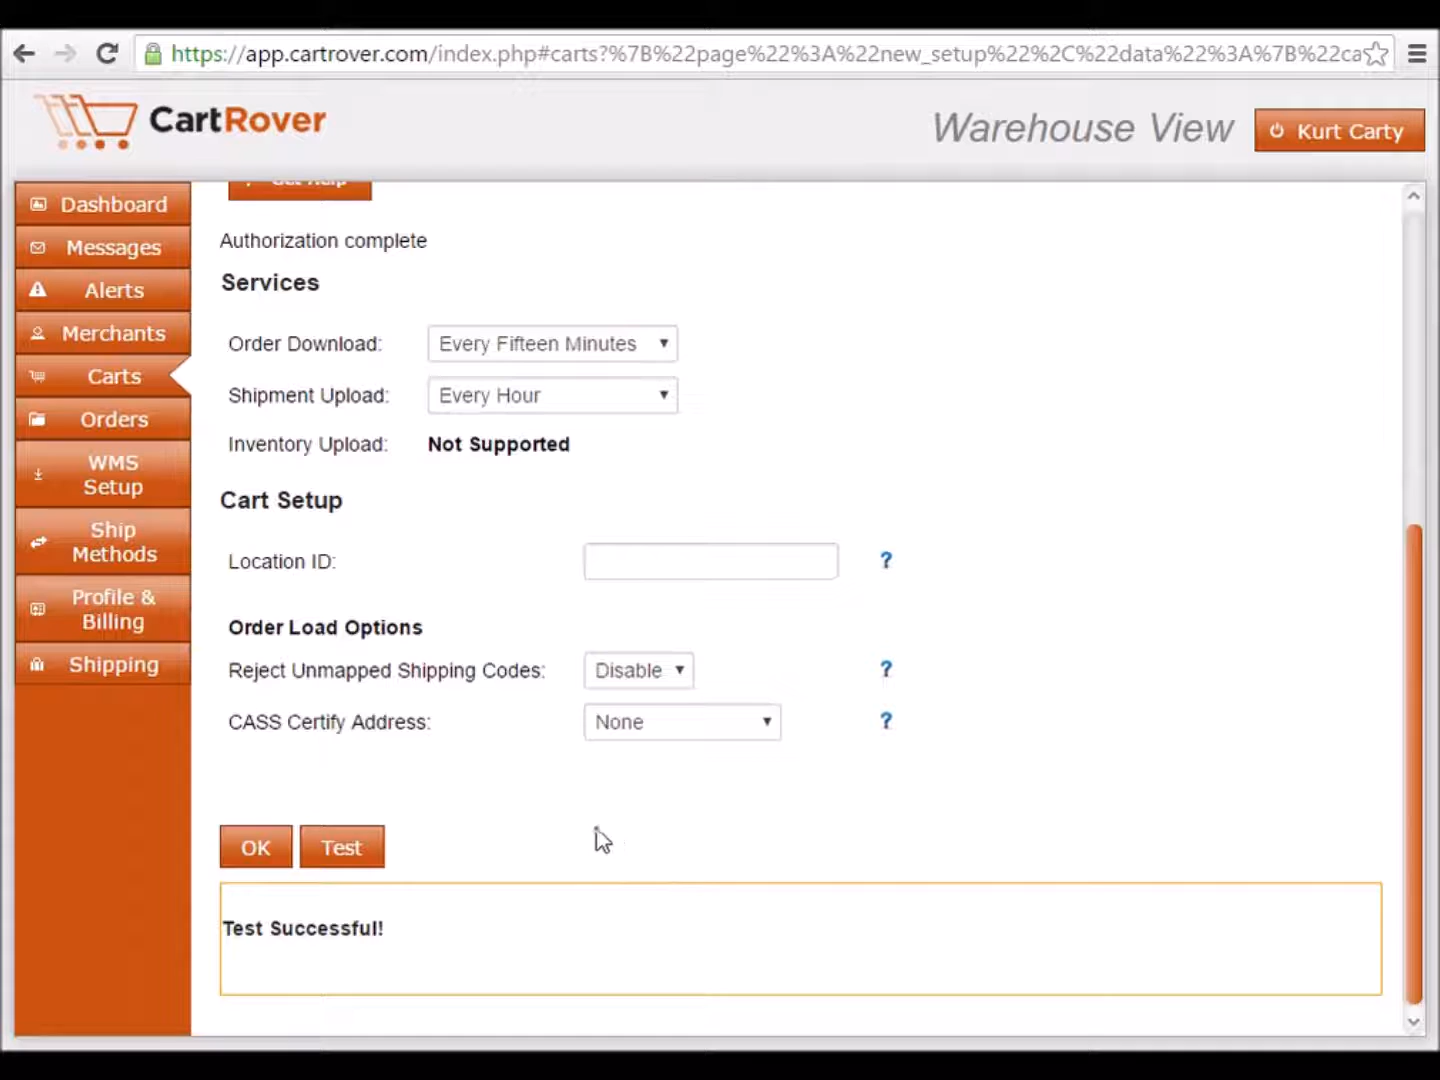 https://app.cartrover.com/index.php#carts?%7B%22page%22%3A%22new_setup%22%2C%22data%22%3A%7B%22ca
CartRover
Warehouse View
Kurt Carty
Dashboard
Messages
Alerts
Merchants
Carts
Orders
WMS
Setup
Ship
Methods
Profile &
Billing
Shipping
Get Help
Authorization complete
Services
Order Download: Every Fifteen Minutes
Shipment Upload: Every Hour
Inventory Upload: Not Supported
Cart Setup
Location ID: ?
Order Load Options
Reject Unmapped Shipping Codes: Disable ?
CASS Certify Address: None ?
OK Test
Test Successful!